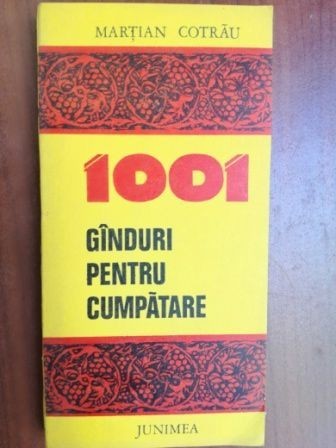 MARȚIAN COTRĂU
1001
GÎNDURI
PENTRU
CUMPĂTARE
JUNIMEA